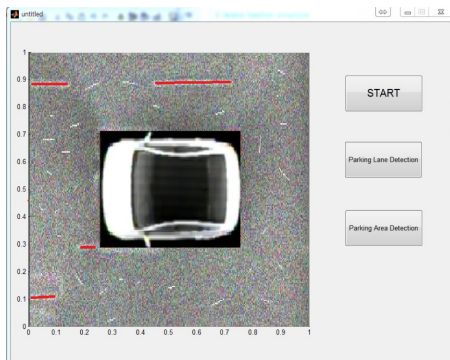 untitled
1
0.9
0.8
0.7
0.6
0.5
0.4
0.3
0.2
0.1
0
0 0.1 0.2 0.3 0.4 0.5 0.6 0.7 0.8 0.9 1
START
Parking Lane Detection
Parking Area Detection